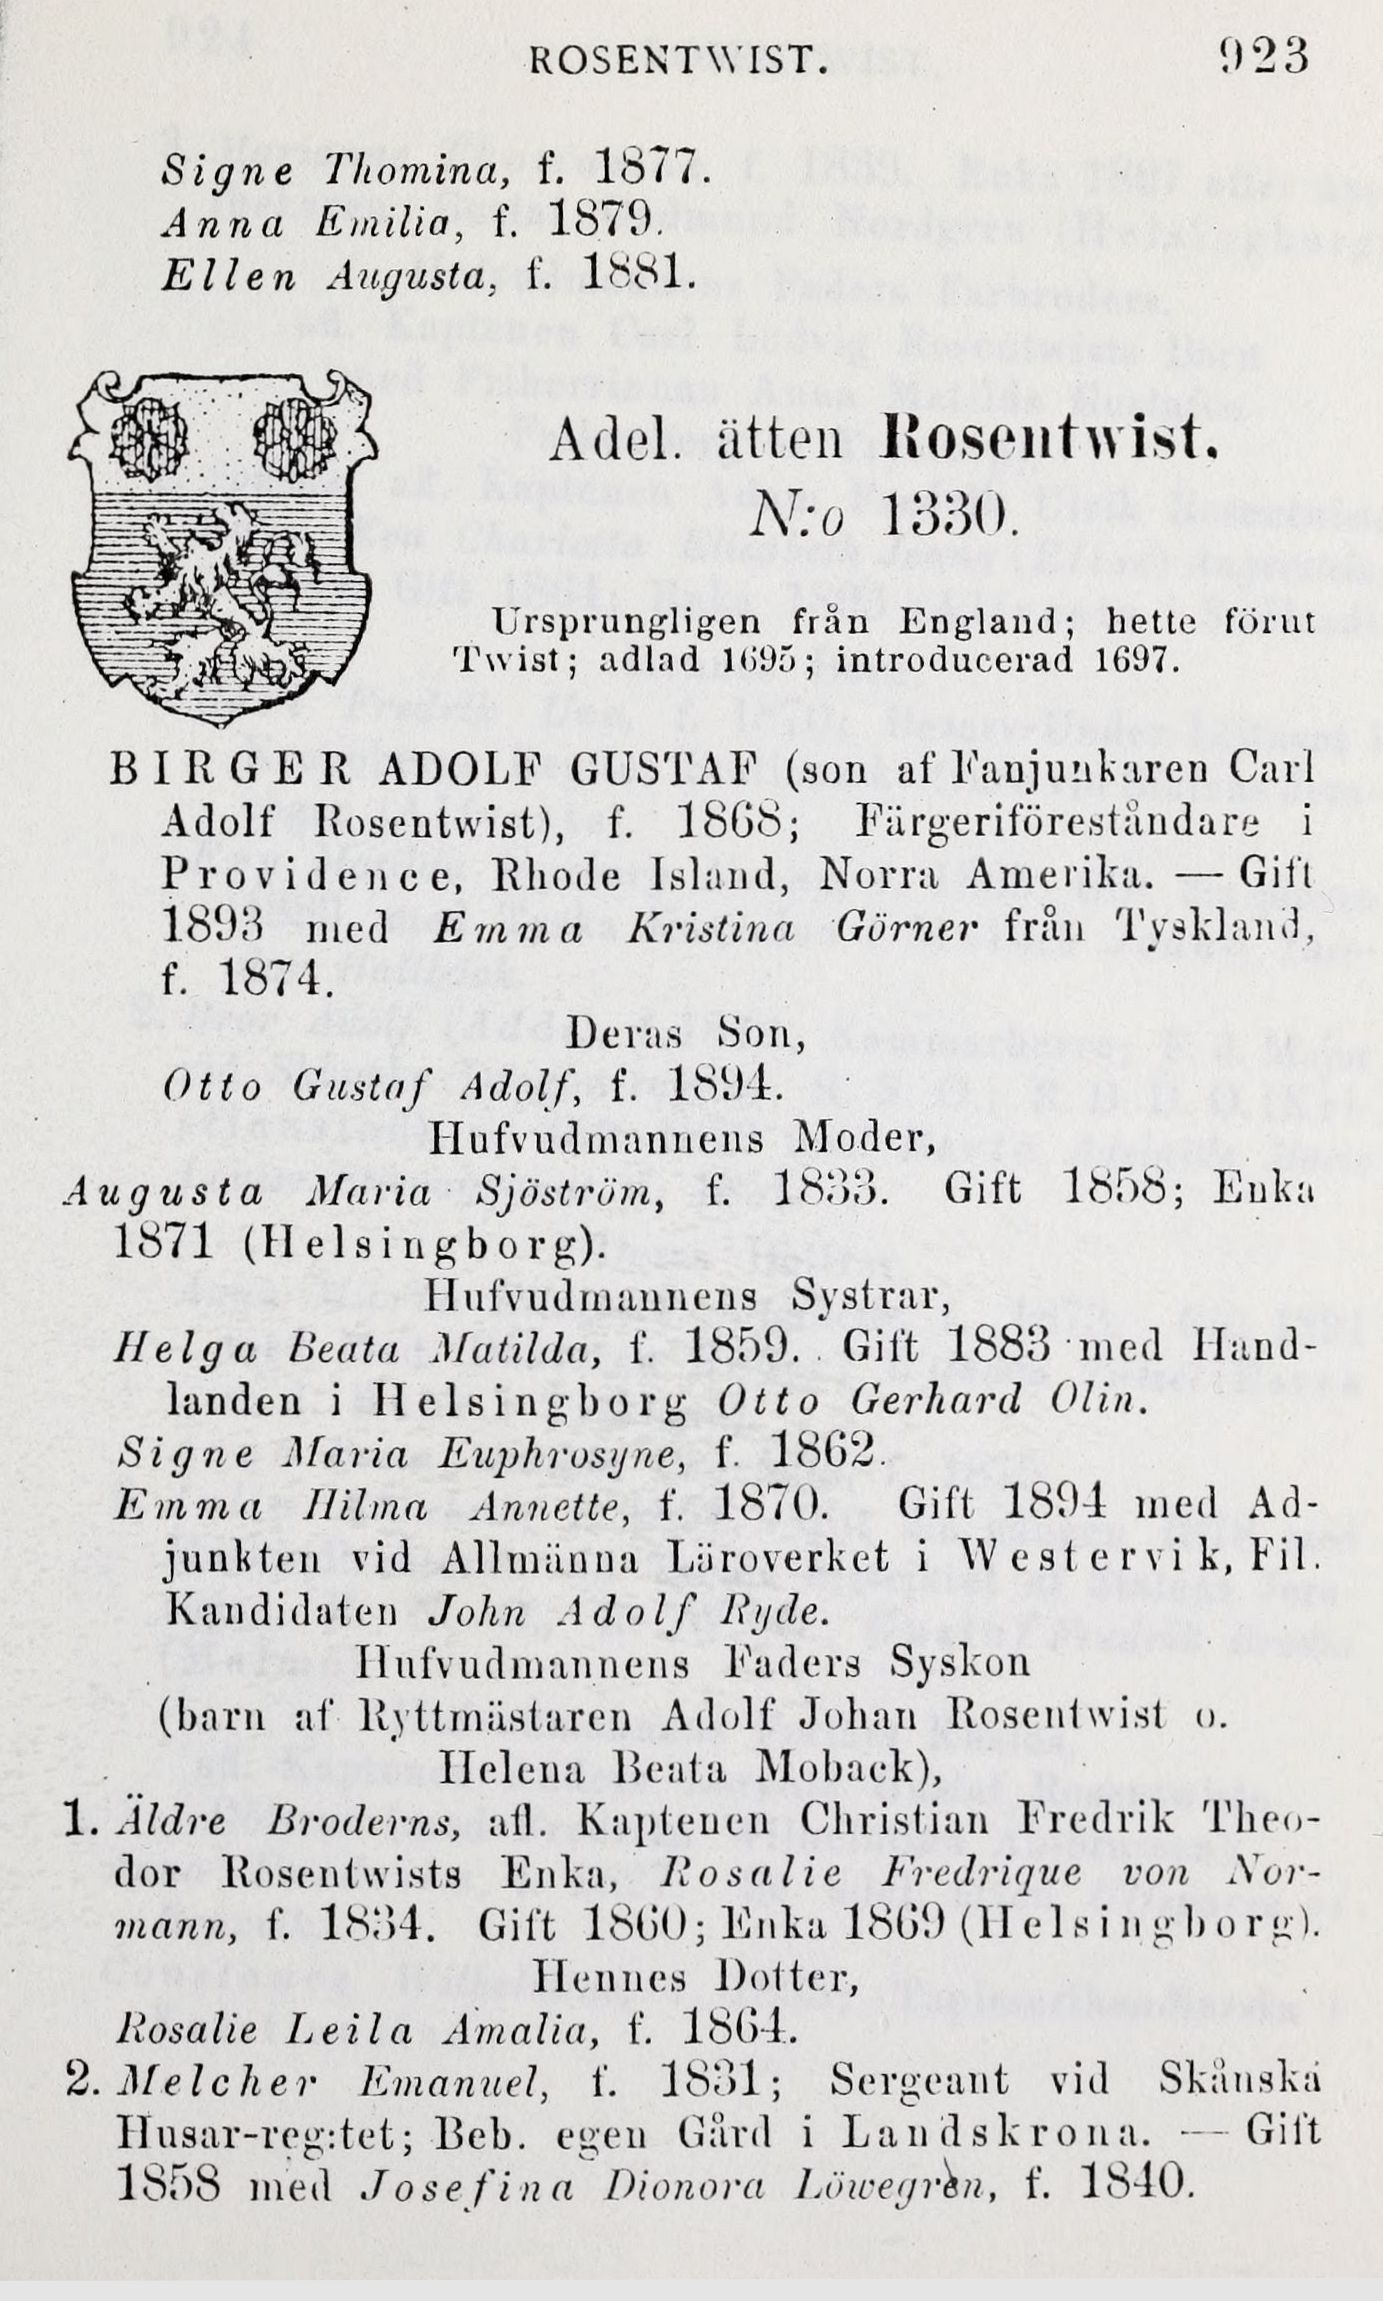 ROSENTWIST. 923
Signe Thomina, f. 1877.
Anna Emilia, f. 1879.
Ellen Augusta, f. 1881.
Adel. ätten Rosentwist.
N:o 1330.
Ursprungligen från England; hette förut
Twist; adlad 1695; introducerad 1697.
BIRGER ADOLF GUSTAF (son af Fanjunkaren Carl
Adolf Rosentwist), f. 1868; Färgeriföreståndare i
Providence, Rhode Island, Norra Amerika. — Gift
1893 med Emma Kristina Görner från Tyskland,
f. 1874.
Deras Son,
Otto Gustaf Adolf, f. 1894.
Hufvudmannens Moder,
Augusta Maria Sjöström, f. 1833. Gift 1858; Enka
1871 (Helsingborg).
Hufvudmannens Systrar,
Helga Beata Matilda, f. 1859. Gift 1883 med Hand-
landen i Helsingborg Otto Gerhard Olin.
Signe Maria Euphrosyne, f. 1862.
Emma Hilma Annette, f. 1870. Gift 1894 med Ad-
junkten vid Allmänna Läroverket i Westervik, Fil.
Kandidaten John Adolf Ryde.
Hufvudmannens Faders Syskon
(barn af Ryttmästaren Adolf Johan Rosentwist o.
Helena Beata Moback),
1. Äldre Broderns, afl. Kaptenen Christian Fredrik Theo-
dor Rosentwists Enka, Rosalie Fredrique von Nor-
mann, f. 1834. Gift 1860; Enka 1869 (Helsingborg).
Hennes Dotter,
Rosalie Leila Amalia, f. 1864.
2. Melcher Emanuel, f. 1831; Sergeant vid Skånska
Husar-reg:tet; Beb. egen Gård i Landskrona. — Gift
1858 med Josefina Dionora Löwegrèn, f. 1840.